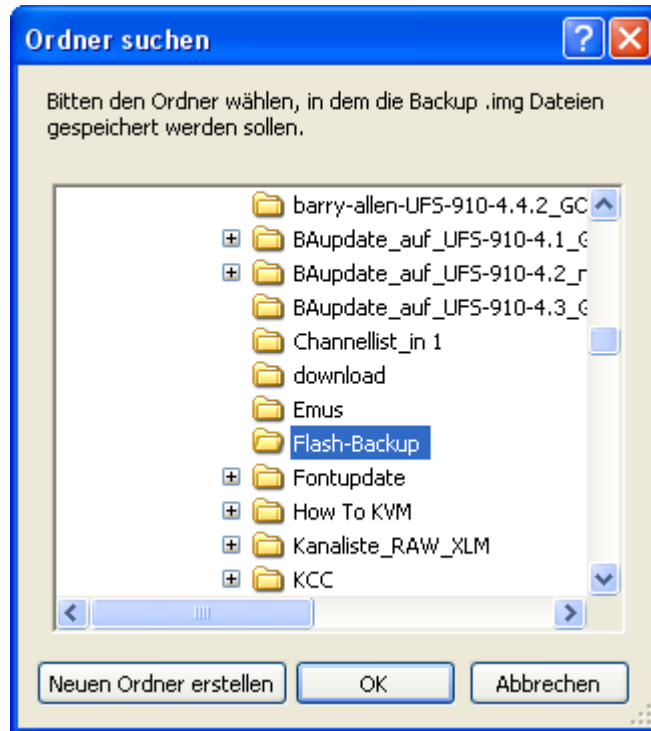 Ordner suchen
Bitten den Ordner wählen, in dem die Backup .img Dateien
gespeichert werden sollen.
barry-allen-UFS-910-4.4.2_GC
BAupdate_auf_UFS-910-4.1_G
BAupdate_auf_UFS-910-4.2_r
BAupdate_auf_UFS-910-4.3_G
Channellist_in 1
download
Emus
Flash-Backup
Fontupdate
How To KVM
Kanaliste_RAW_XLM
KCC
Neuen Ordner erstellen
OK
Abbrechen